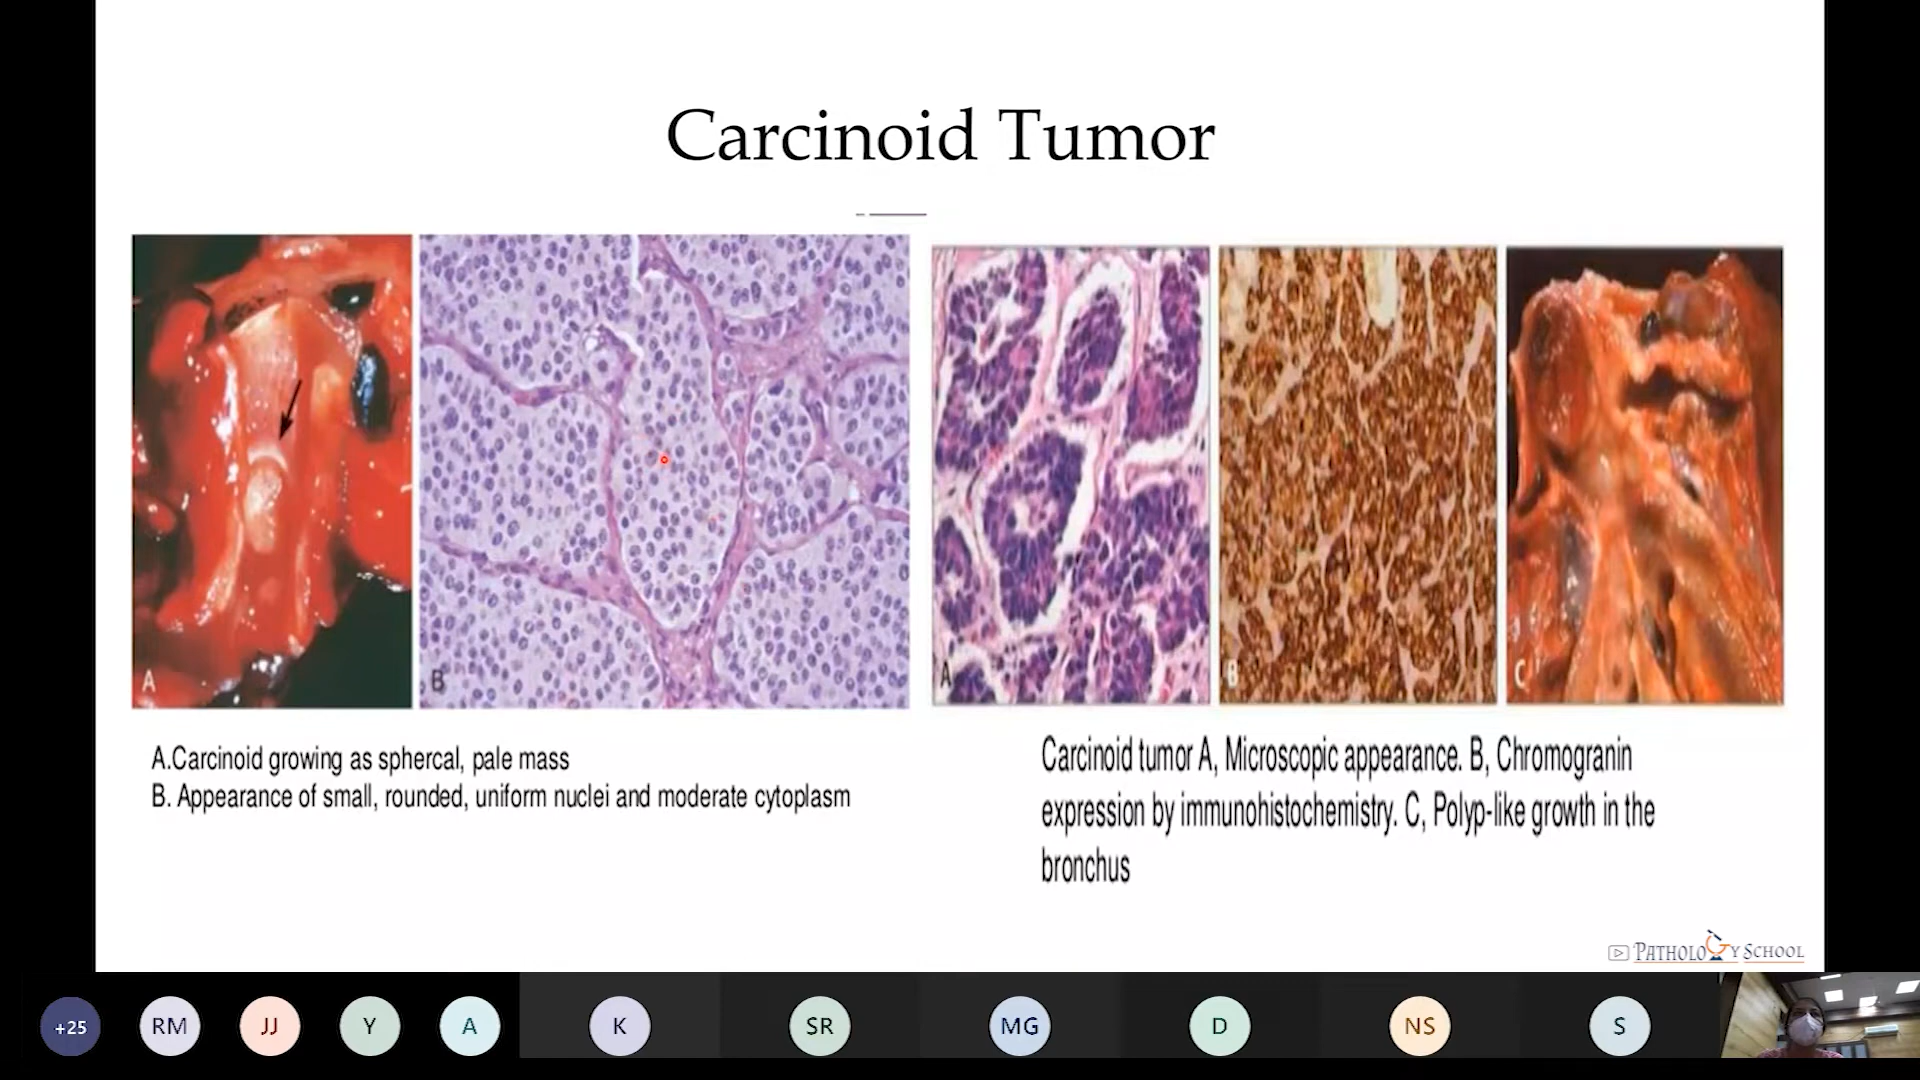 Carcinoid Tumor
A
B
A
B
C
A.Carcinoid growing as sphercal, pale mass
B. Appearance of small, rounded, uniform nuclei and moderate cytoplasm
Carcinoid tumor A, Microscopic appearance. B, Chromogranin
expression by immunohistochemistry. C, Polyp-like growth in the
bronchus
PATHOLOGY SCHOOL
+25
RM
JJ
Y
A
K
SR
MG
D
NS
S